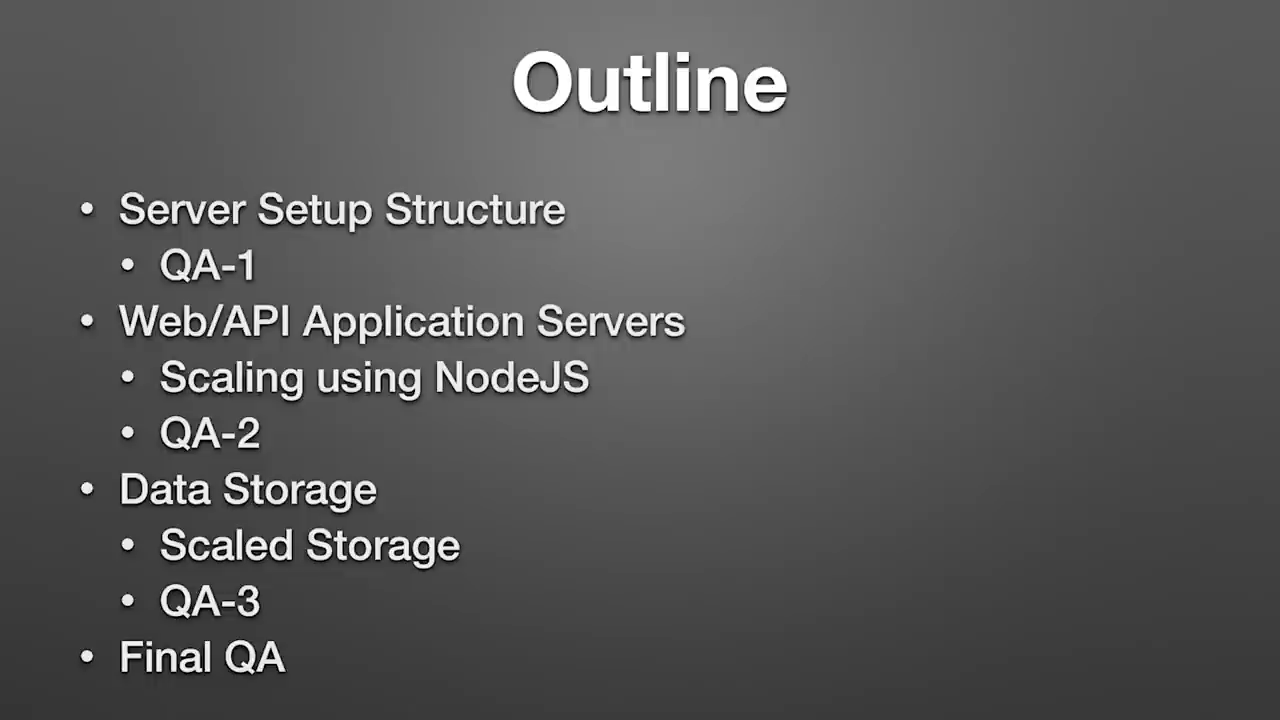 Outline
• Server Setup Structure
• QA-1
• Web/API Application Servers
• Scaling using NodeJS
• QA-2
• Data Storage
• Scaled Storage
• QA-3
• Final QA